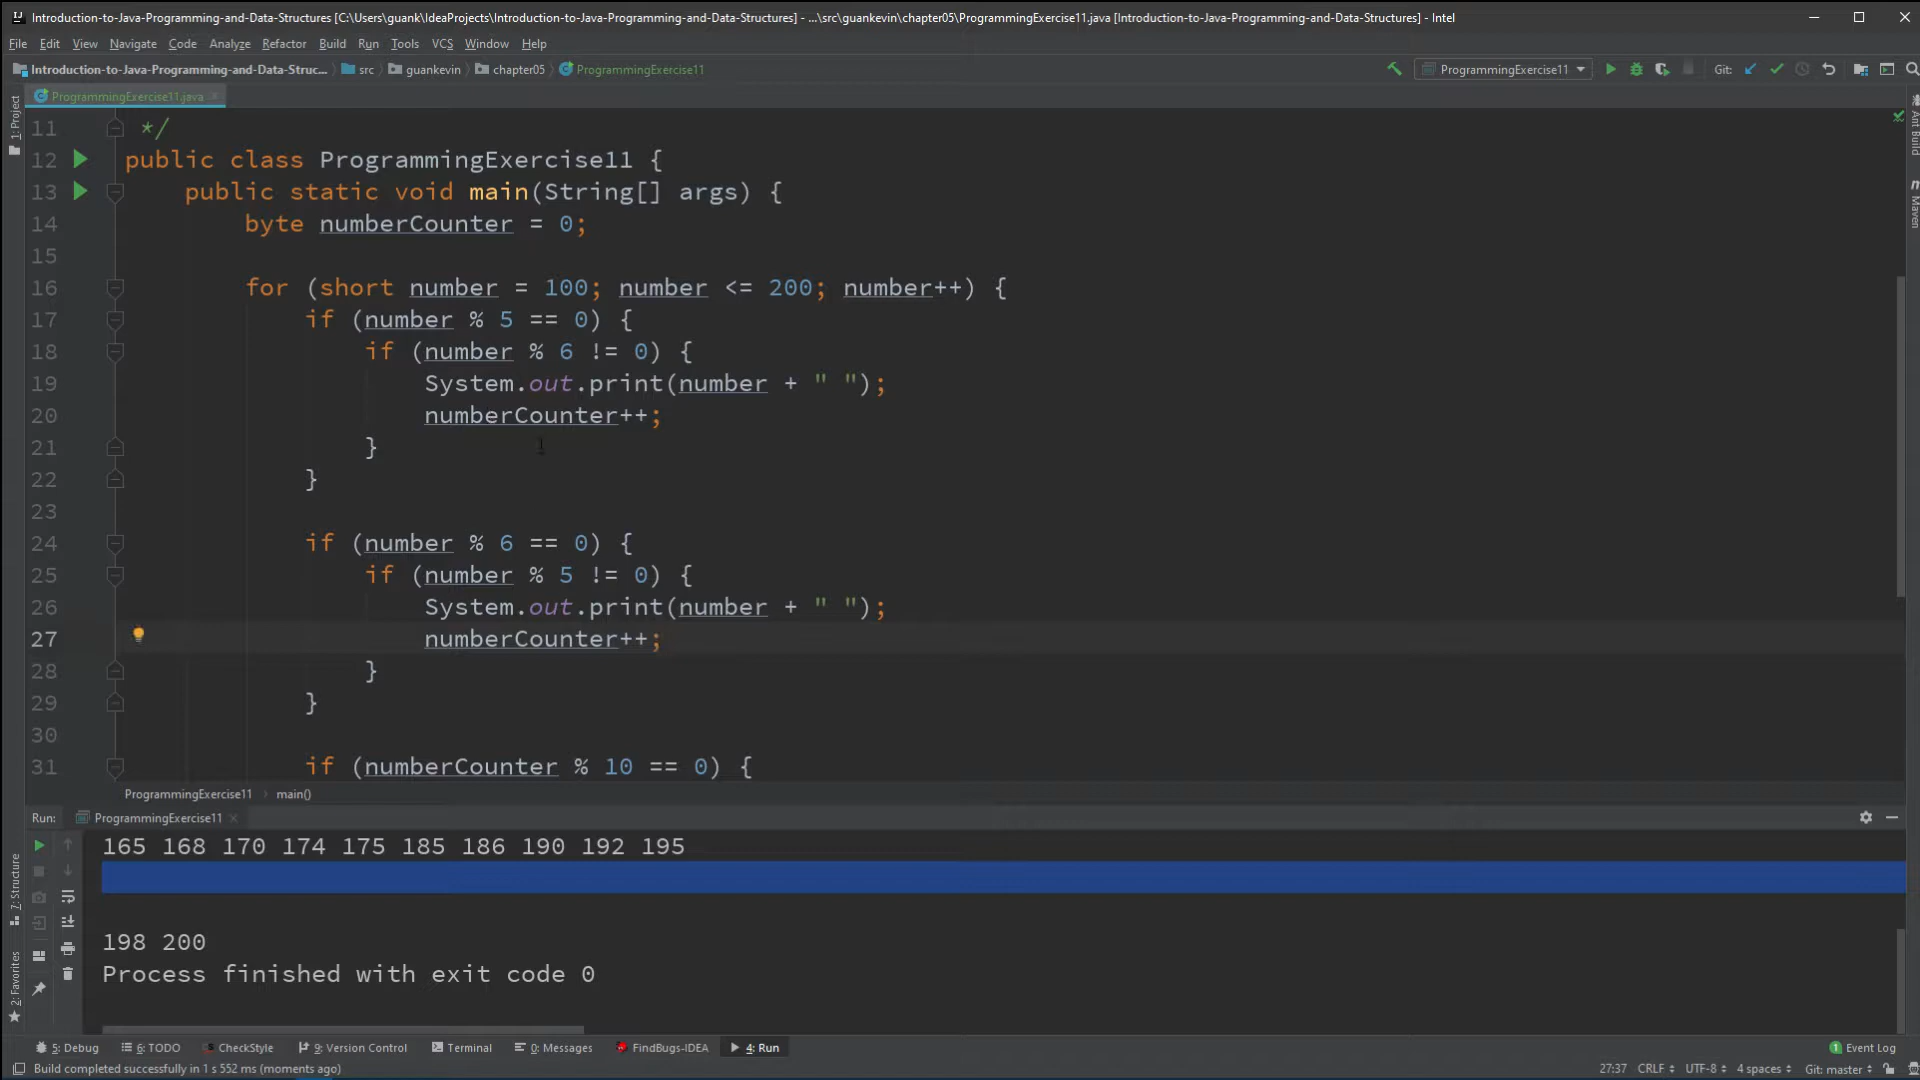 Introduction-to-Java-Programming-and-Data-Structures [C:\Users\guank\IdeaProjects\Introduction-to-Java-Programming-and-Data-Structures] - ...\src\guankevin\chapter05\ProgrammingExercise11.java [Introduction-to-Java-Programming-and-Data-Structures] - Intel
File Edit View Navigate Code Analyze Refactor Build Run Tools VCS Window Help
Introduction-to-Java-Programming-and-Data-Struc... src guankevin chapter05 ProgrammingExercise11 ProgrammingExercise11 Git:
ProgrammingExercise11.java
1: Project
Ant Build
Maven
11 */
12 public class ProgrammingExercise11 {
13 public static void main(String[] args) {
14 byte numberCounter = 0;
15
16 for (short number = 100; number <= 200; number++) {
17 if (number % 5 == 0) {
18 if (number % 6 != 0) {
19 System.out.print(number + " ");
20 numberCounter++;
21 }
22 }
23
24 if (number % 6 == 0) {
25 if (number % 5 != 0) {
26 System.out.print(number + " ");
27 numberCounter++;
28 }
29 }
30
31 if (numberCounter % 10 == 0) {
ProgrammingExercise11 › main()
Run: ProgrammingExercise11
165 168 170 174 175 185 186 190 192 195
198 200
Process finished with exit code 0
7: Structure
2: Favorites
5: Debug 6: TODO CheckStyle 9: Version Control Terminal 0: Messages FindBugs-IDEA 4: Run 1 Event Log
Build completed successfully in 1 s 552 ms (moments ago) 27:37 CRLF UTF-8 4 spaces Git: master